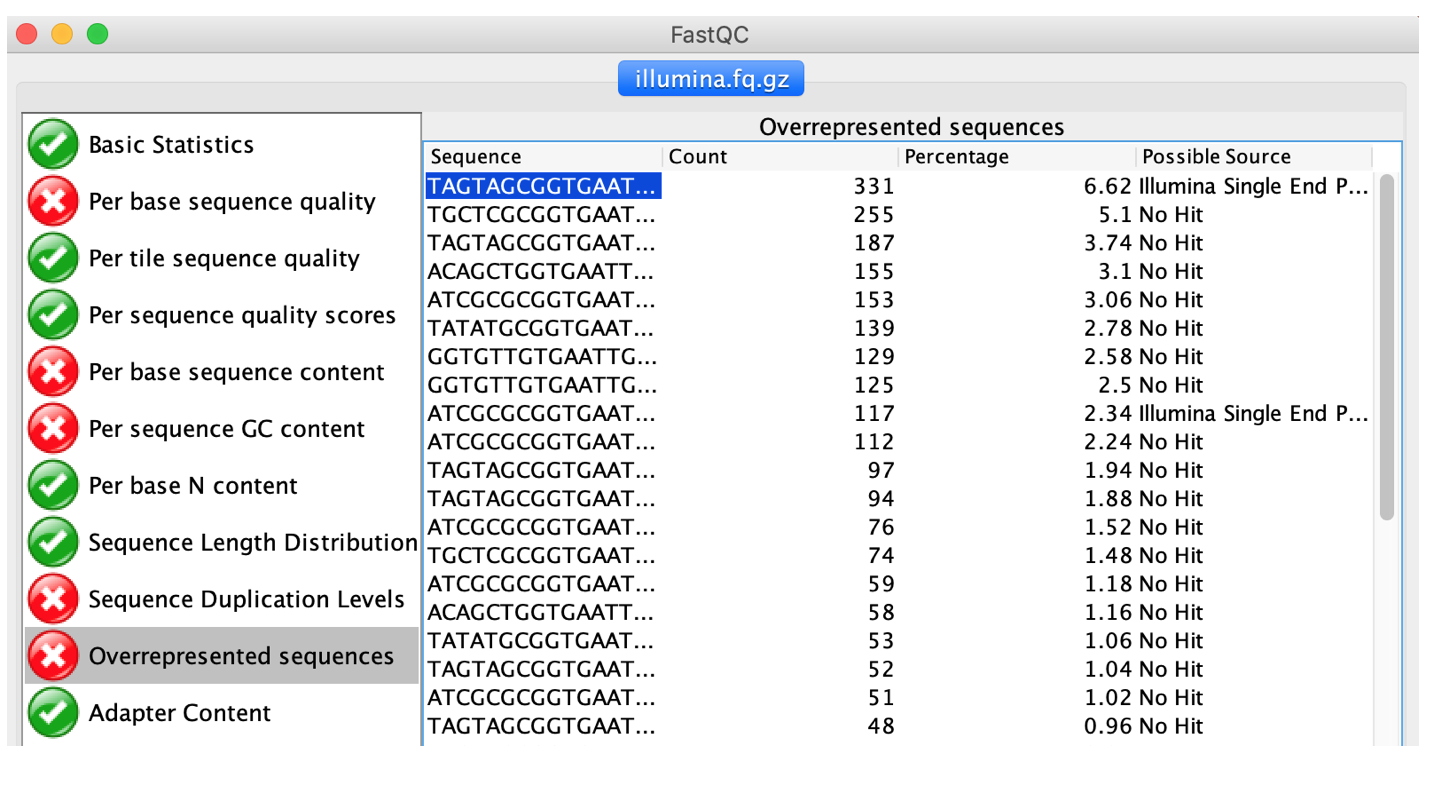 FastQC
illumina.fq.gz
Basic Statistics
Per base sequence quality
Per tile sequence quality
Per sequence quality scores
Per base sequence content
Per sequence GC content
Per base N content
Sequence Length Distribution
Sequence Duplication Levels
Overrepresented sequences
Adapter Content
Overrepresented sequences
Sequence Count Percentage Possible Source
TAGTAGCGGTGAAT... 331 6.62 Illumina Single End P...
TGCTCGCGGTGAAT... 255 5.1 No Hit
TAGTAGCGGTGAAT... 187 3.74 No Hit
ACAGCTGGTGAATT... 155 3.1 No Hit
ATCGCGCGGTGAAT... 153 3.06 No Hit
TATATGCGGTGAAT... 139 2.78 No Hit
GGTGTTGTGAATTG... 129 2.58 No Hit
GGTGTTGTGAATTG... 125 2.5 No Hit
ATCGCGCGGTGAAT... 117 2.34 Illumina Single End P...
ATCGCGCGGTGAAT... 112 2.24 No Hit
TAGTAGCGGTGAAT... 97 1.94 No Hit
TAGTAGCGGTGAAT... 94 1.88 No Hit
ATCGCGCGGTGAAT... 76 1.52 No Hit
TGCTCGCGGTGAAT... 74 1.48 No Hit
ATCGCGCGGTGAAT... 59 1.18 No Hit
ACAGCTGGTGAATT... 58 1.16 No Hit
TATATGCGGTGAAT... 53 1.06 No Hit
TAGTAGCGGTGAAT... 52 1.04 No Hit
ATCGCGCGGTGAAT... 51 1.02 No Hit
TAGTAGCGGTGAAT... 48 0.96 No Hit